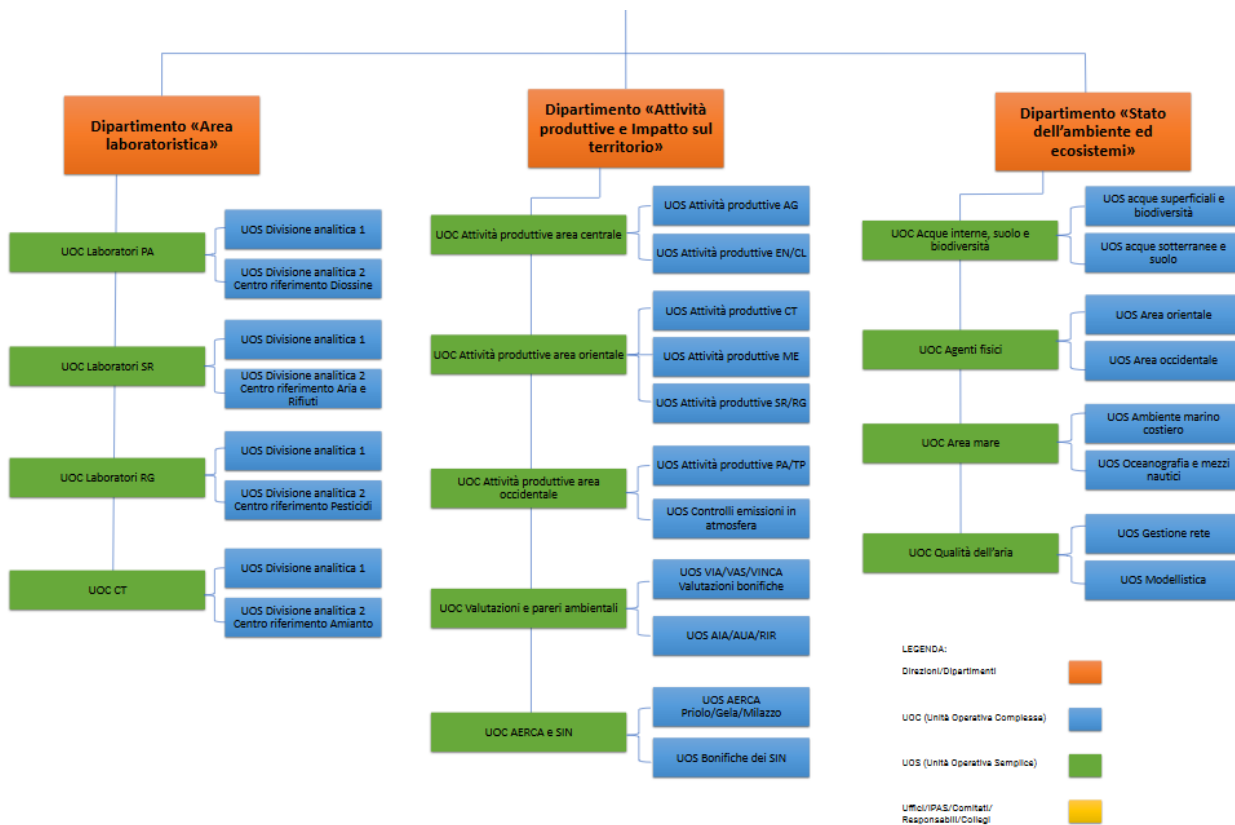 Dipartimento «Area
laboratoristica»
UOC Laboratori PA
UOS Divisione analitica 1
UOS Divisione analitica 2
Centro riferimento Diossine
UOC Laboratori SR
UOS Divisione analitica 1
UOS Divisione analitica 2
Centro riferimento Aria e
Rifiuti
UOC Laboratori RG
UOS Divisione analitica 1
UOS Divisione analitica 2
Centro riferimento Pesticidi
UOC CT
UOS Divisione analitica 1
UOS Divisione analitica 2
Centro riferimento Amianto
Dipartimento «Attività
produttive e Impatto sul
territorio»
UOC Attività produttive area centrale
UOS Attività produttive AG
UOS Attività produttive EN/CL
UOC Attività produttive area orientale
UOS Attività produttive CT
UOS Attività produttive ME
UOS Attività produttive SR/RG
UOC Attività produttive area
occidentale
UOS Attività produttive PA/TP
UOS Controlli emissioni in
atmosfera
UOC Valutazioni e pareri ambientali
UOS VIA/VAS/VINCA
Valutazioni bonifiche
UOS AIA/AUA/RIR
UOC AERCA e SIN
UOS AERCA
Priolo/Gela/Milazzo
UOS Bonifiche dei SIN
Dipartimento «Stato
dell'ambiente ed
ecosistemi»
UOC Acque interne, suolo e
biodiversità
UOS acque superficiali e
biodiversità
UOS acque sotterranee e
suolo
UOC Agenti fisici
UOS Area orientale
UOS Area occidentale
UOC Area mare
UOS Ambiente marino
costiero
UOS Oceanografia e mezzi
nautici
UOC Qualità dell'aria
UOS Gestione rete
UOS Modellistica
LEGENDA:
Direzioni/Dipartimenti
UOC (Unità Operativa Complessa)
UOS (Unità Operativa Semplice)
Uffici/IPAS/Comitati/
Responsabili/Collegi